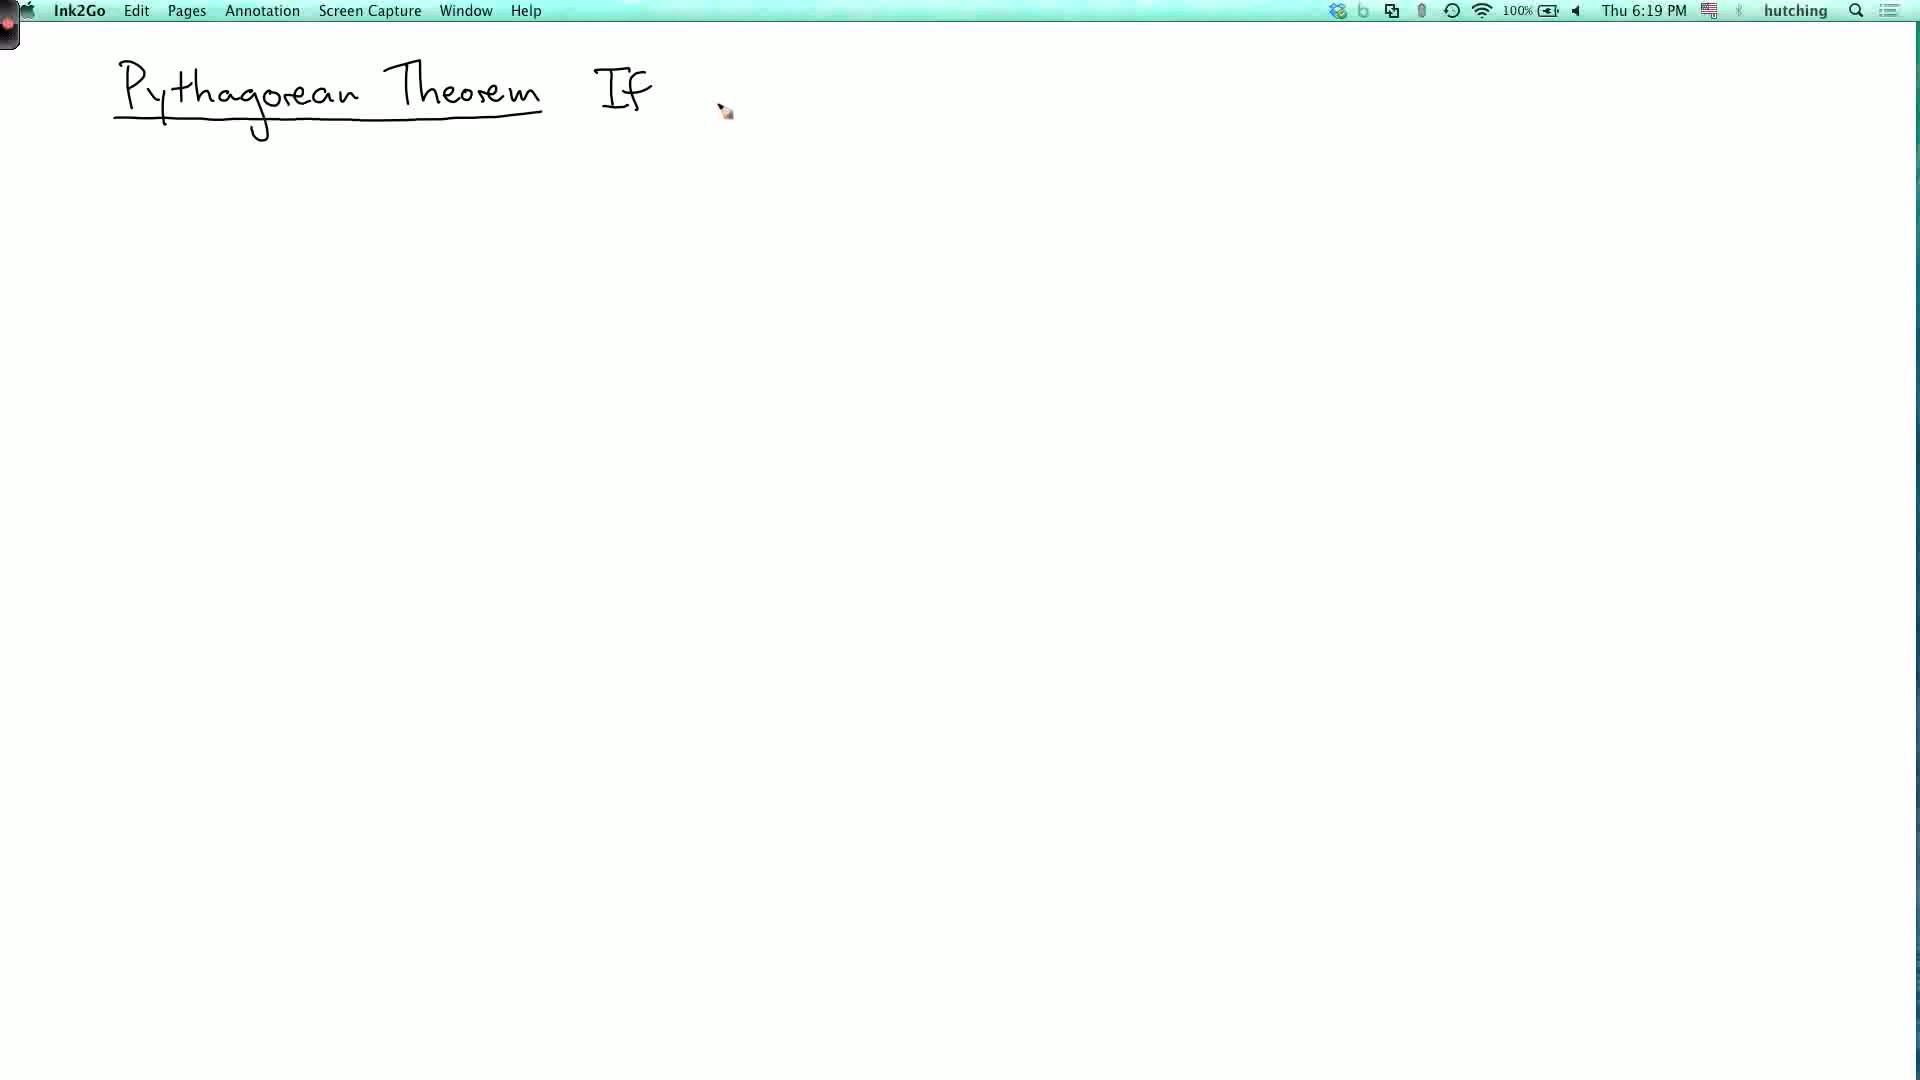 Ink2Go Edit Pages Annotation Screen Capture Window Help 100% Thu 6:19 PM hutching
Pythagorean Theorem If